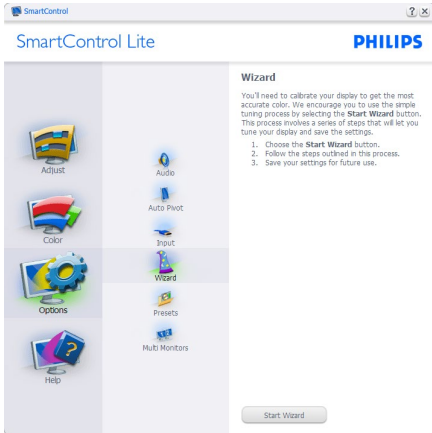 SmartControl
? X
SmartControl Lite
PHILIPS
Adjust
Color
Options
Help
Audio
Auto Pivot
Input
Wizard
Presets
Multi Monitors
Wizard
You'll need to calibrate your display to get the most
accurate color. We encourage you to use the simple
tuning process by selecting the Start Wizard button.
This process involves a series of steps that will let you
tune your display and save the settings.
1. Choose the Start Wizard button.
2. Follow the steps outlined in this process.
3. Save your settings for future use.
Start Wizard